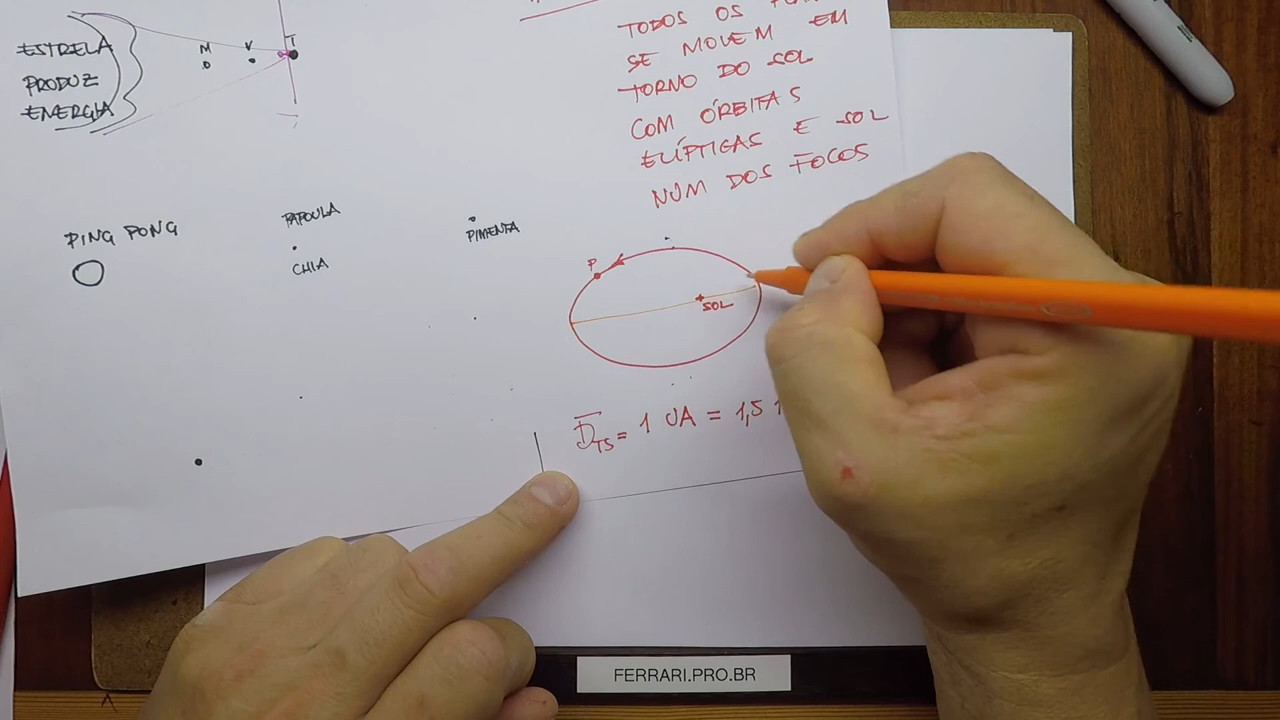 ESTRELA
PRODUZ
ENERGIA
M
V
T
TODOS OS
SE MOVEM EM
TORNO DO SOL
COM ÓRBITAS
ELÍPTICAS E SOL
NUM DOS FOCOS
PING PONG
PAPOULA
CHIA
PIMENTA
P
SOL
D̅TS = 1 UA = 1,5
FERRARI.PRO.BR